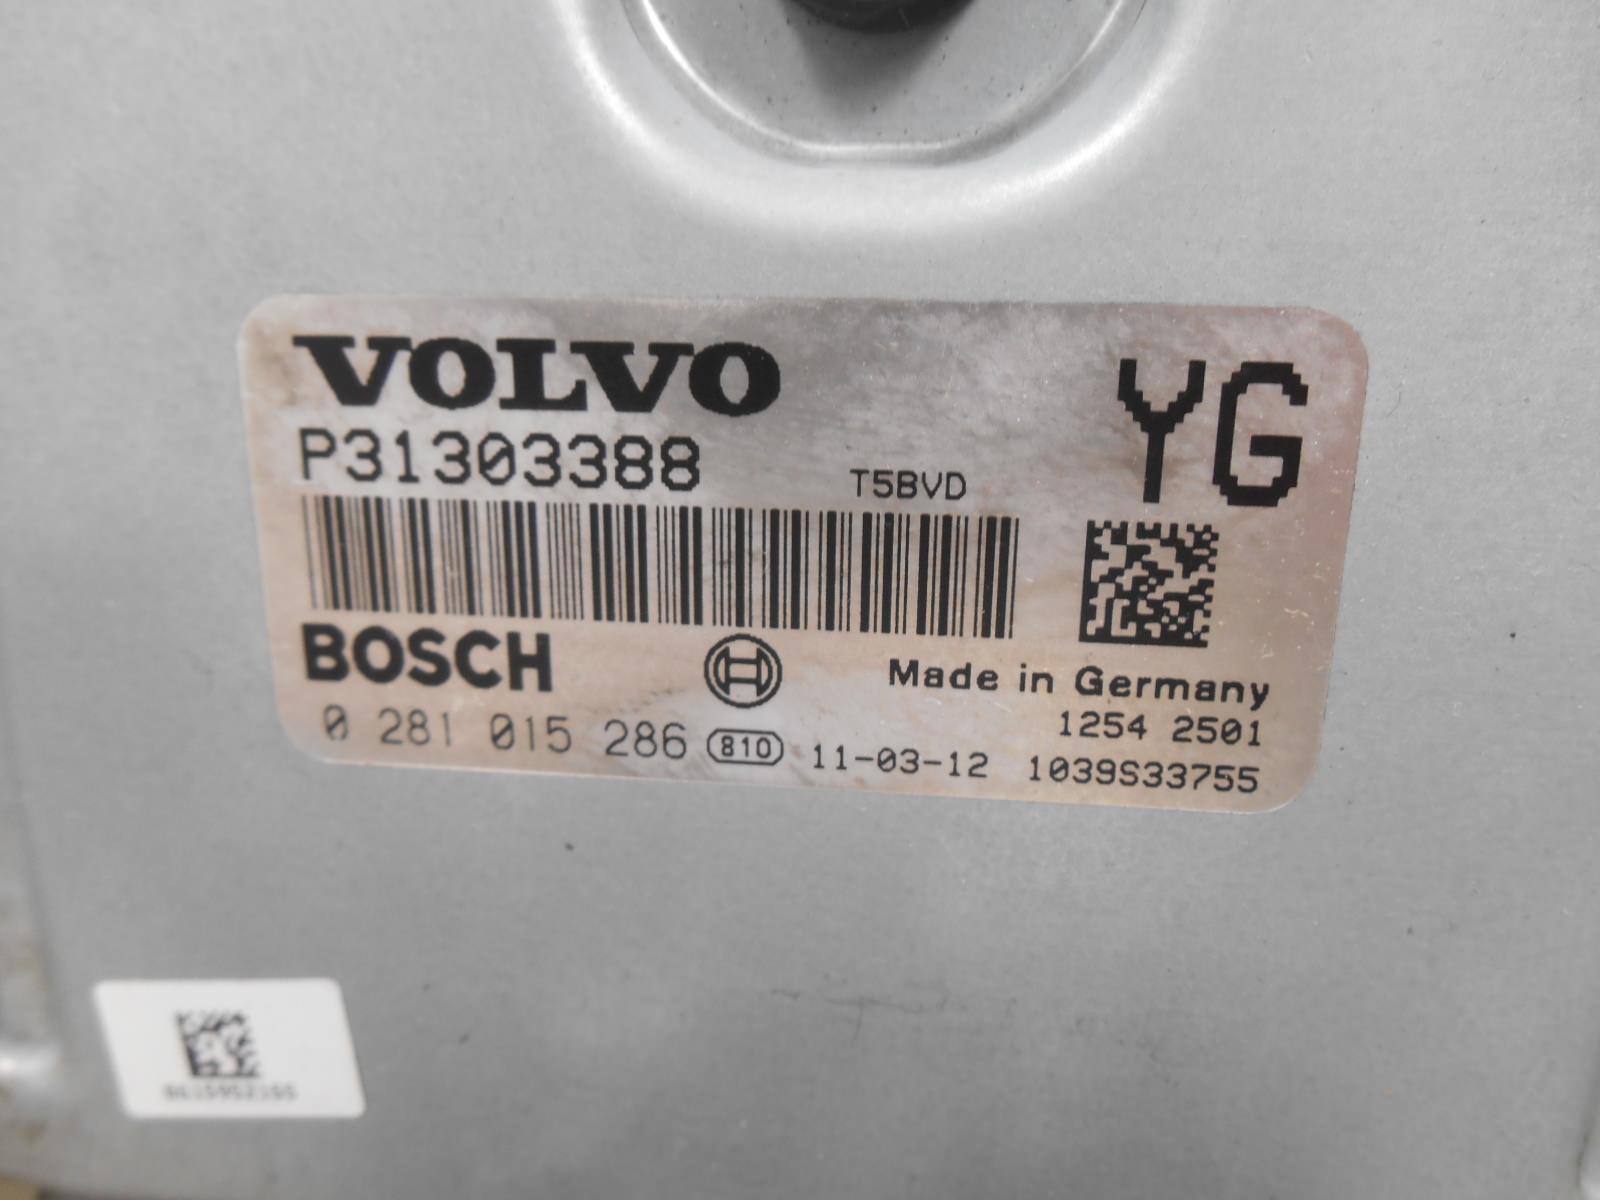 VOLVO
YG
P31303388
T5BVD
BOSCH
Made in Germany
1254 2501
0 281 015 286 810 11-03-12 1039S33755